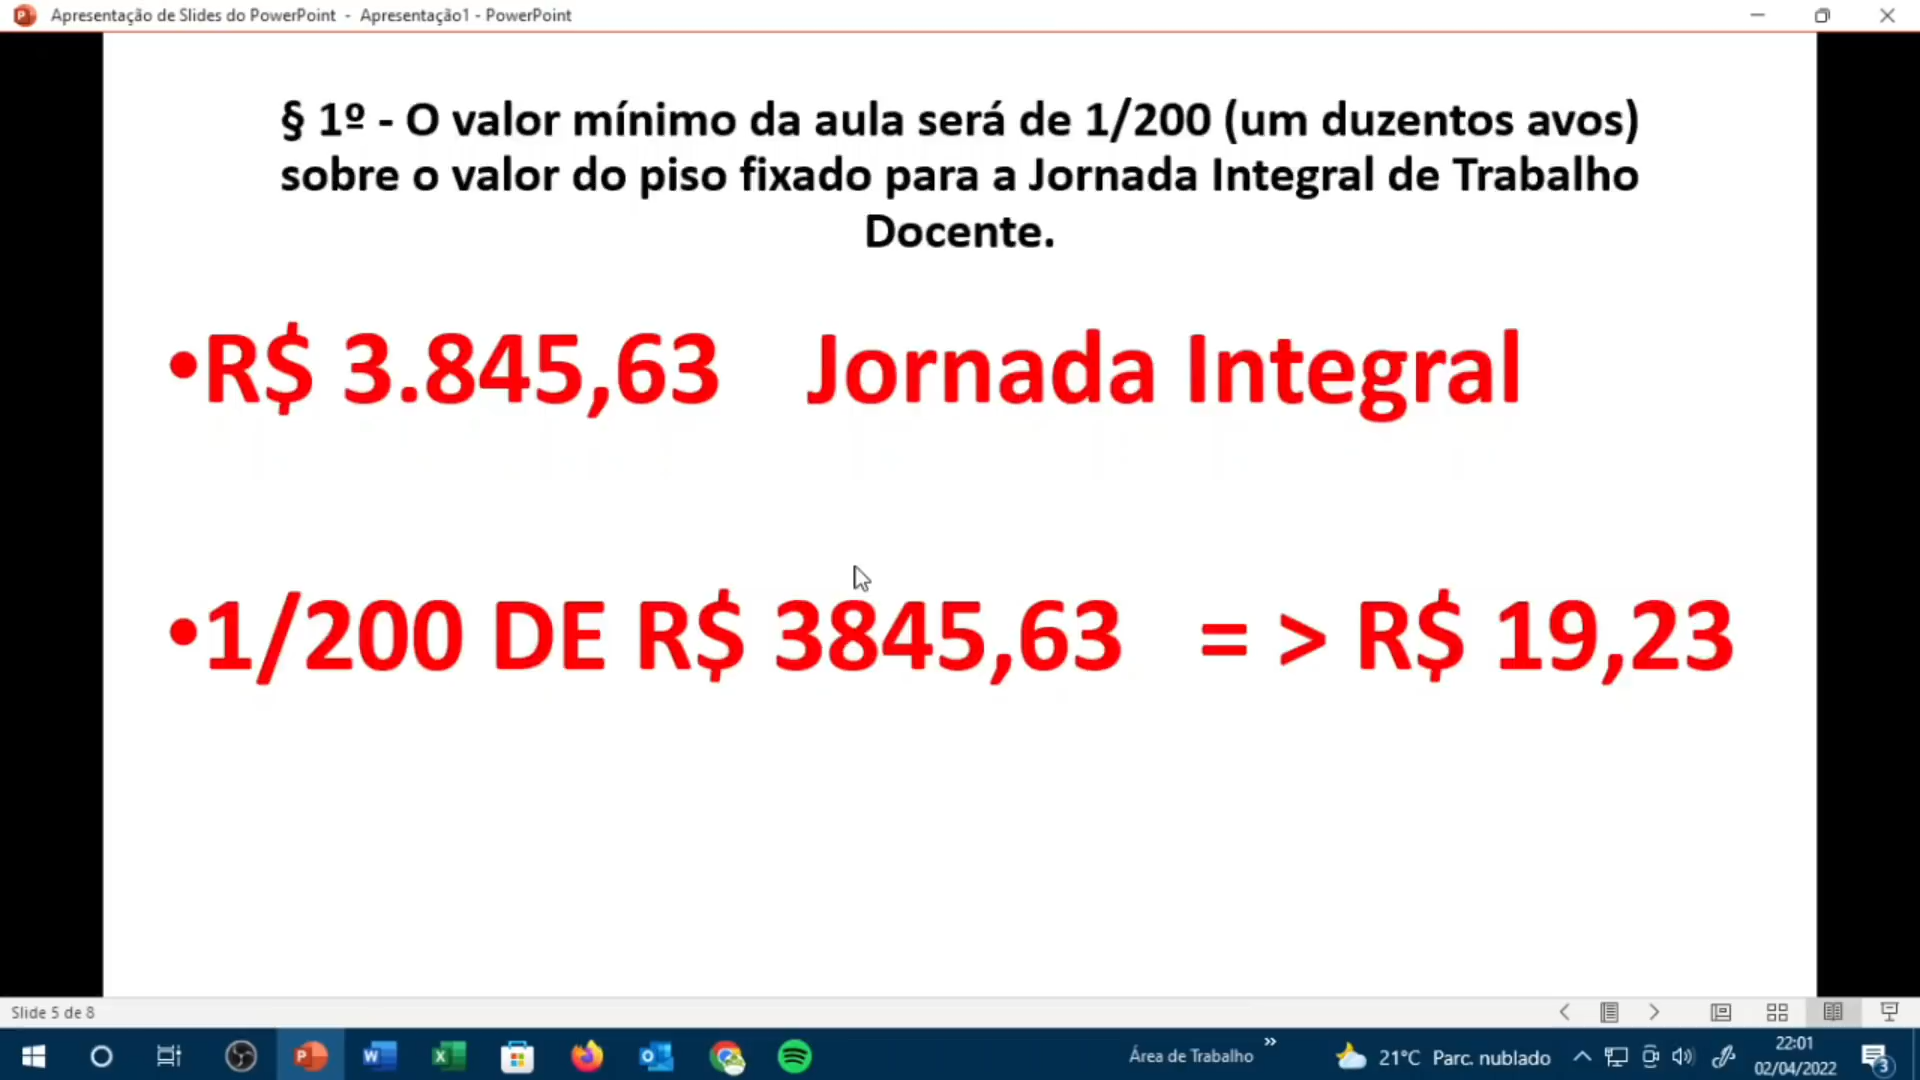 Apresentação de Slides do PowerPoint - Apresentação1 - PowerPoint
§ 1º - O valor mínimo da aula será de 1/200 (um duzentos avos)
sobre o valor do piso fixado para a Jornada Integral de Trabalho
Docente.
•R$ 3.845,63 Jornada Integral
•1/200 DE R$ 3845,63 = > R$ 19,23
Slide 5 de 8
Área de Trabalho
21°C Parc. nublado
22:01
02/04/2022
3